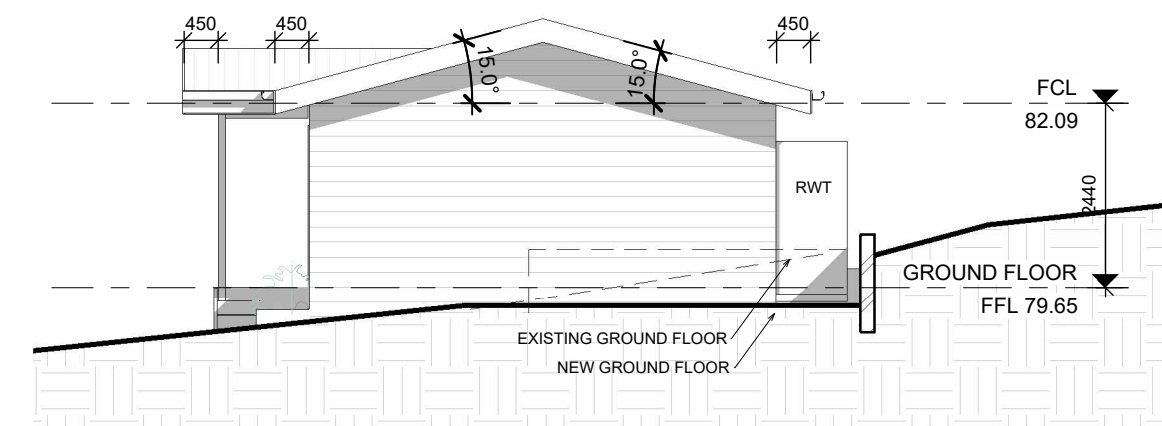 450
450
450
15.0°
15.0°
FCL
82.09
RWT
2440
GROUND FLOOR
FFL 79.65
EXISTING GROUND FLOOR
NEW GROUND FLOOR